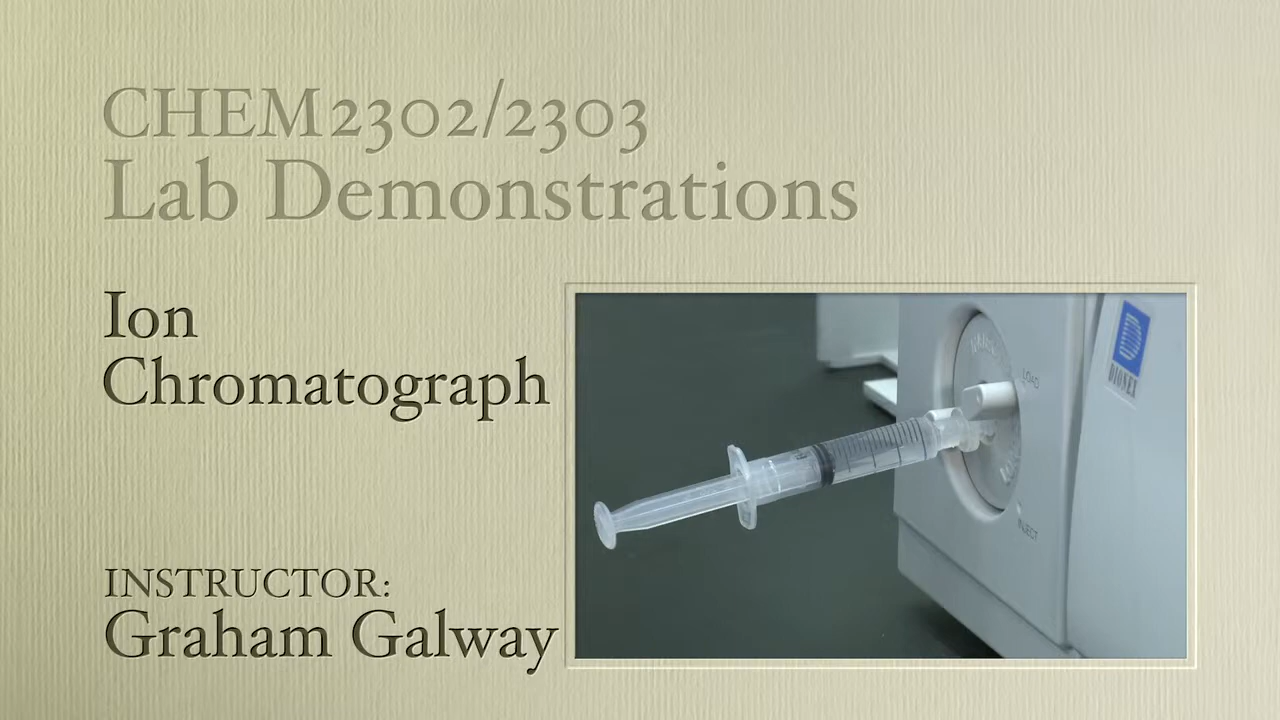 CHEM2302/2303
Lab Demonstrations
Ion
Chromatograph
INSTRUCTOR:
Graham Galway
LOAD
INJECT
DIONEX